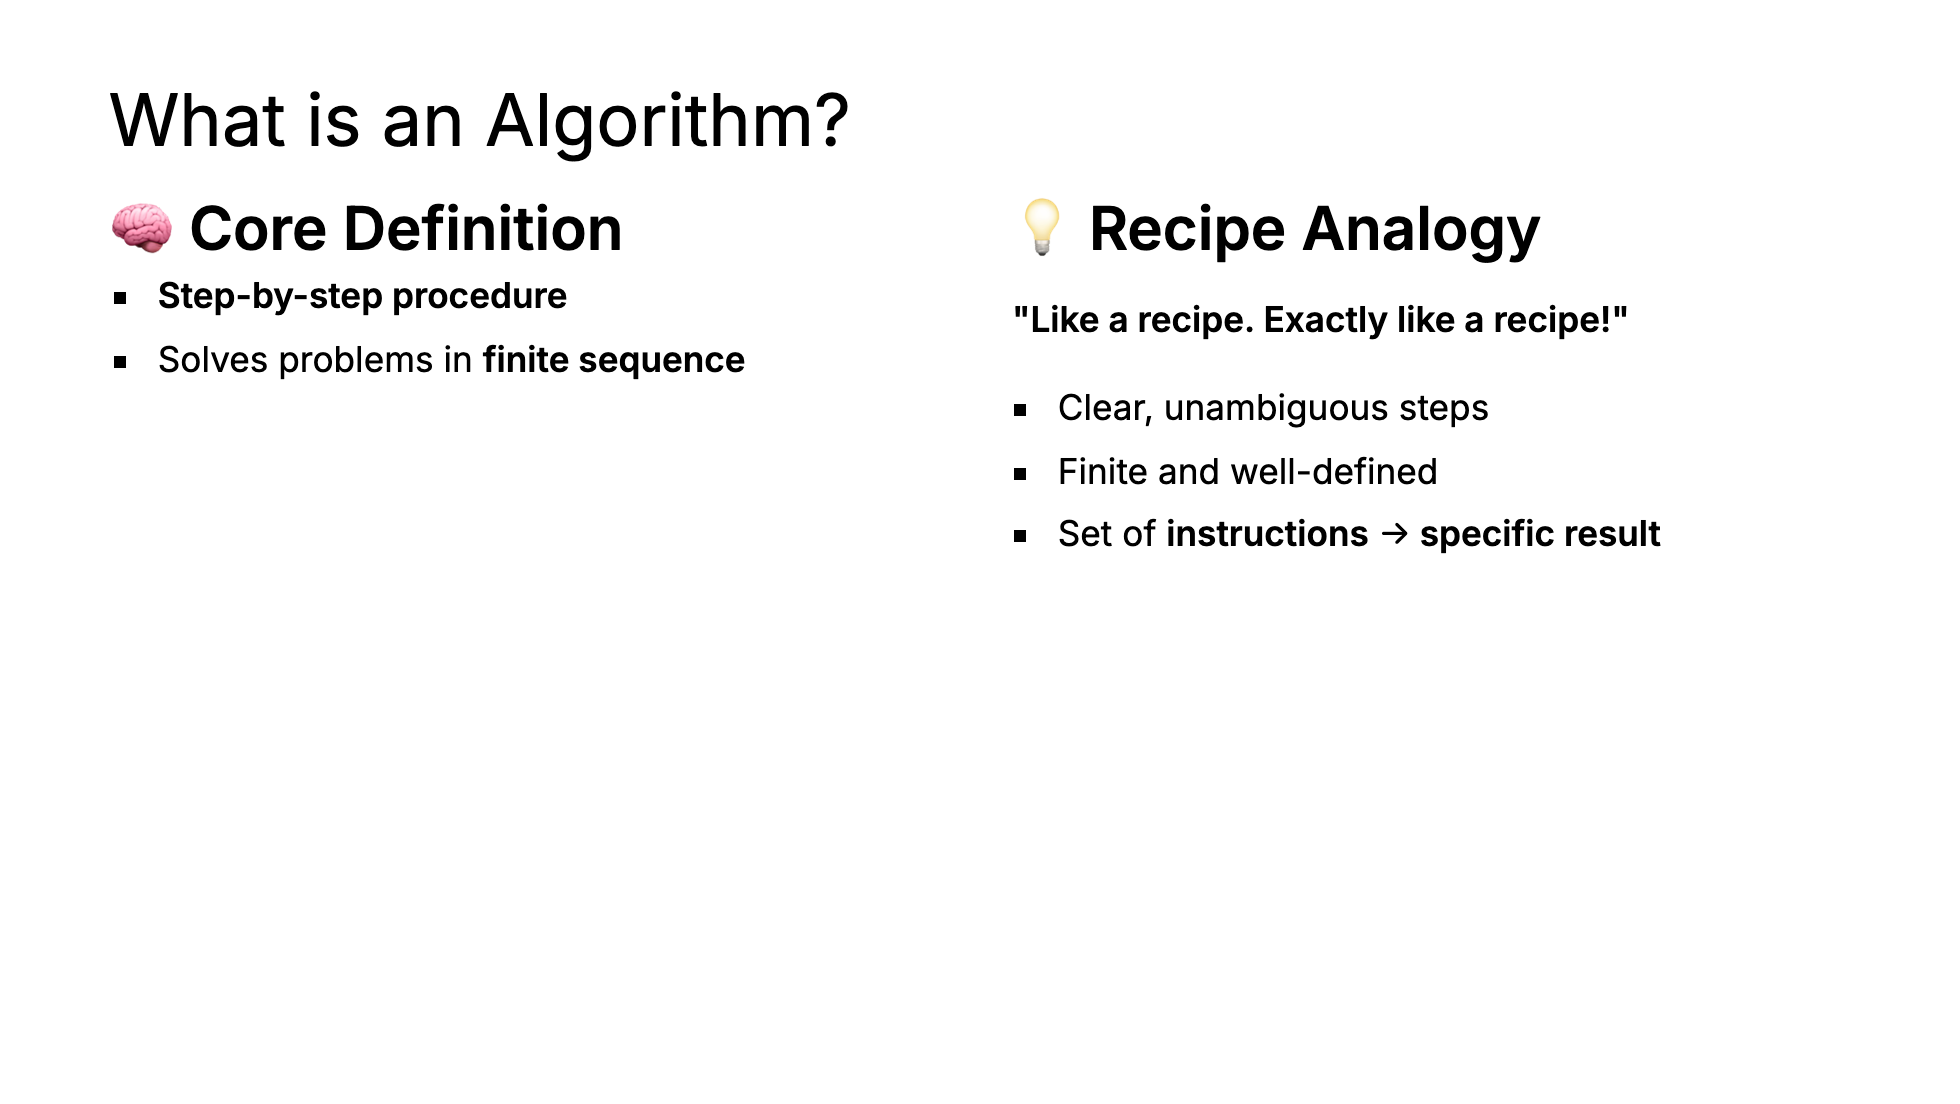 What is an Algorithm?
🧠 Core Definition
▪ Step-by-step procedure
▪ Solves problems in finite sequence
💡 Recipe Analogy
"Like a recipe. Exactly like a recipe!"
▪ Clear, unambiguous steps
▪ Finite and well-defined
▪ Set of instructions → specific result